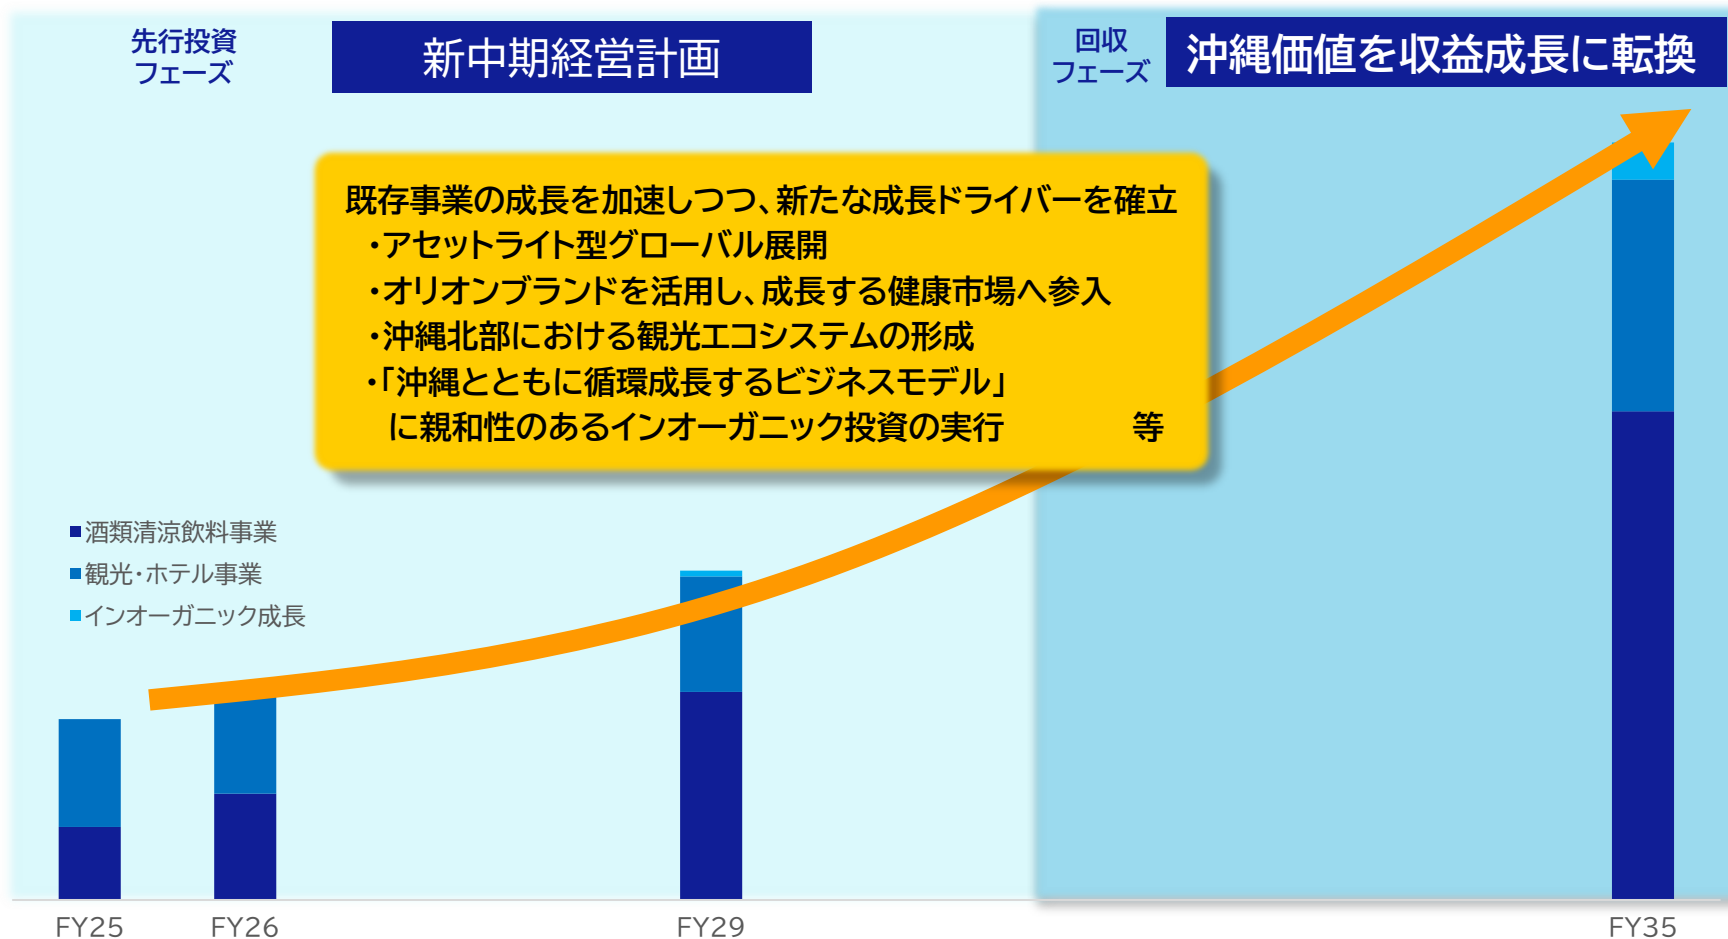 先行投資
フェーズ
新中期経営計画
回収
フェーズ
沖縄価値を収益成長に転換
既存事業の成長を加速しつつ、新たな成長ドライバーを確立
・アセットライト型グローバル展開
・オリオンブランドを活用し、成長する健康市場へ参入
・沖縄北部における観光エコシステムの形成
・「沖縄とともに循環成長するビジネスモデル」
に親和性のあるインオーガニック投資の実行 等
酒類清涼飲料事業
観光・ホテル事業
インオーガニック成長
FY25 FY26 FY29 FY35